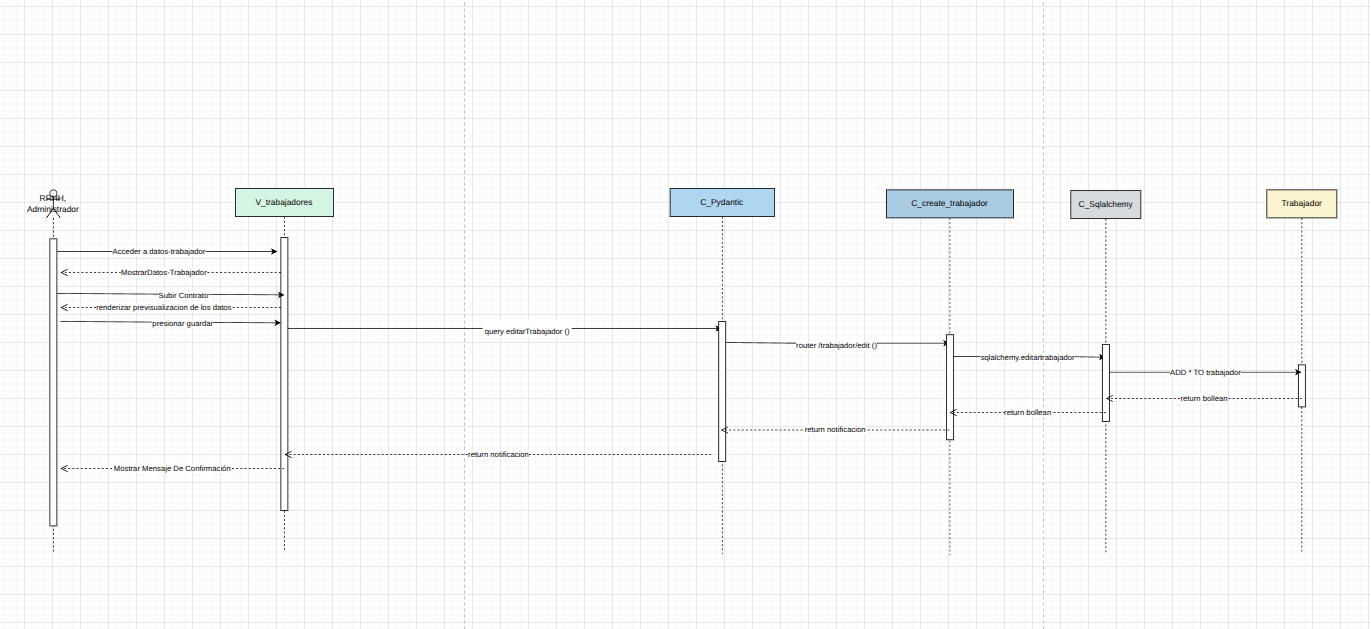 RRHH,
Administrador
V_trabajadores
C_Pydantic
C_create_trabajador
C_Sqlalchemy
Trabajador
Acceder a datos-trabajador
MostrarDatos-Trabajador
Subir Contrato
renderizar previsualizacion de los datos
presionar guardar
query editarTrabajador ()
router /trabajador/edit ()
sqlalchemy.editartrabajador
ADD * TO trabajador
return bollean
return bollean
return notificacion
return notificacion
Mostrar Mensaje De Confirmación